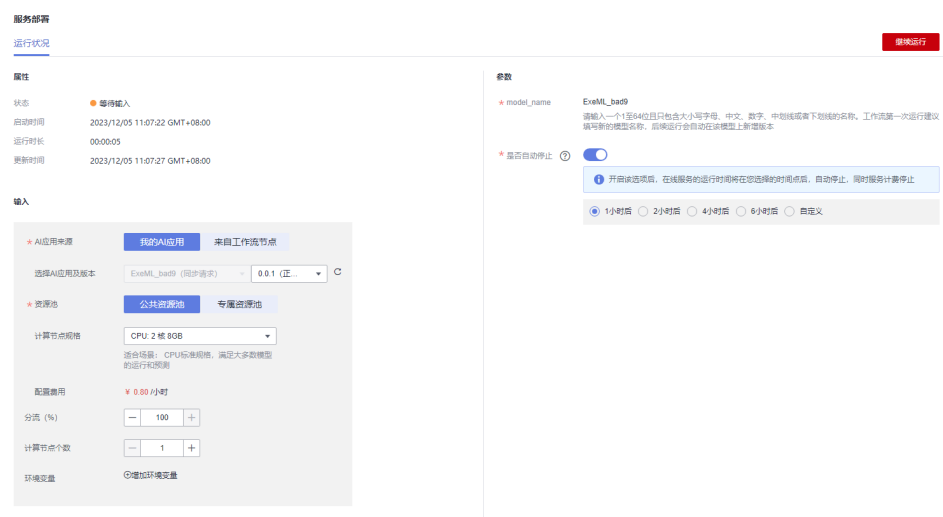 服务部署
运行状况
继续运行
属性
状态 等待输入
启动时间 2023/12/05 11:07:22 GMT+08:00
运行时长 00:00:05
更新时间 2023/12/05 11:07:27 GMT+08:00
输入
* AI应用来源 我的AI应用 来自工作流节点
选择AI应用及版本 ExeML_bad9（同步请求） 0.0.1（正...
* 资源池 公共资源池 专属资源池
计算节点规格 CPU: 2 核 8GB
适合场景： CPU标准规格，满足大多数模型
的运行和预测
配置费用 ¥ 0.80 /小时
分流（%） 100
计算节点个数 1
环境变量 增加环境变量
参数
* model_name ExeML_bad9
请输入一个1至64位且只包含大小写字母、中文、数字、中划线或者下划线的名称。工作流第一次运行建议
填写新的模型名称，后续运行会自动在该模型上新增版本
* 是否自动停止
开启该选项后，在线服务的运行时间将在您选择的时间点后，自动停止，同时服务计费停止
1小时后 2小时后 4小时后 6小时后 自定义